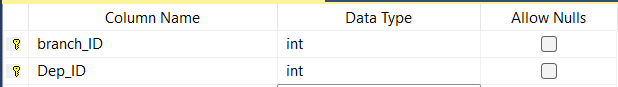 Column Name Data Type Allow Nulls
branch_ID int
Dep_ID int